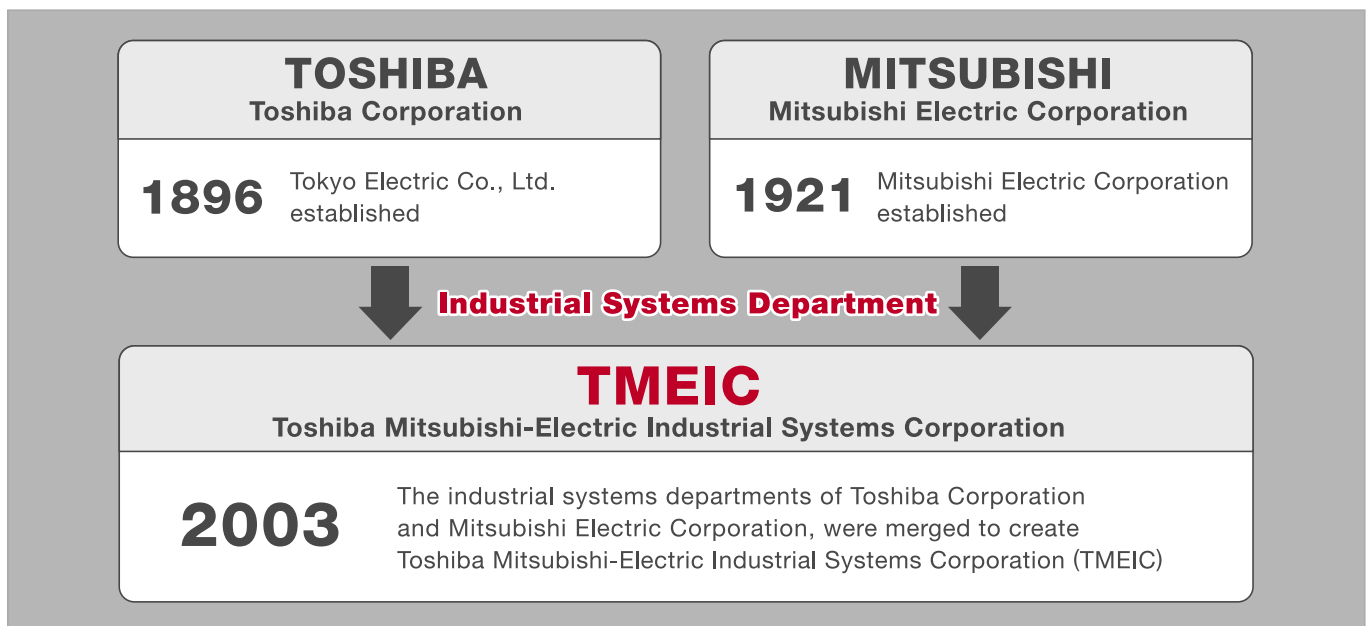 TOSHIBA
Toshiba Corporation
1896
Tokyo Electric Co., Ltd.
established
MITSUBISHI
Mitsubishi Electric Corporation
1921
Mitsubishi Electric Corporation
established
Industrial Systems Department
TMEIC
Toshiba Mitsubishi-Electric Industrial Systems Corporation
2003
The industrial systems departments of Toshiba Corporation
and Mitsubishi Electric Corporation, were merged to create
Toshiba Mitsubishi-Electric Industrial Systems Corporation (TMEIC)